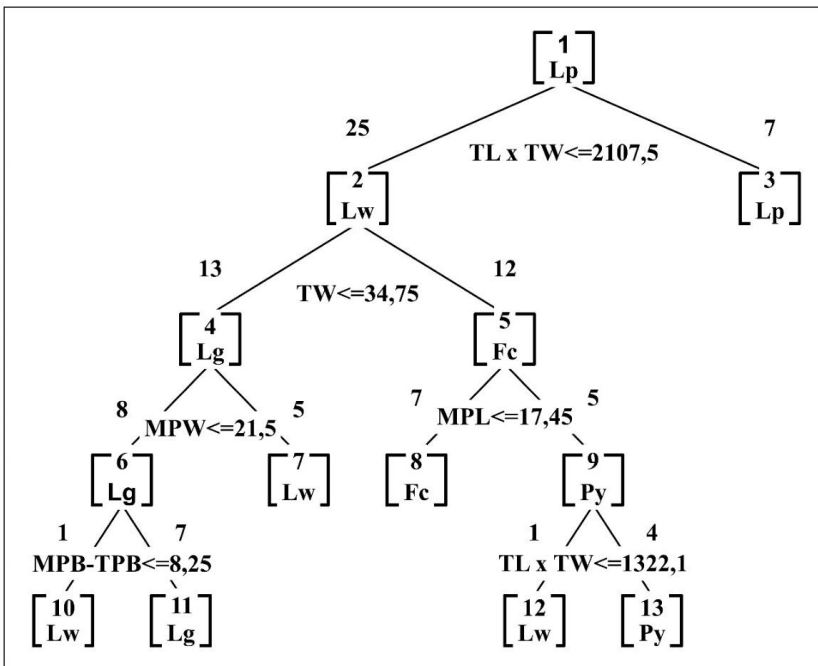 1
Lp
25
7
TL x TW<=2107,5
2
Lw
3
Lp
13
12
TW<=34,75
4
Lg
5
Fc
8
MPW<=21,5
5
7
MPL<=17,45
5
6
Lg
7
Lw
8
Fc
9
Py
1
7
MPB-TPB<=8,25
1
4
TL x TW<=1322,1
10
Lw
11
Lg
12
Lw
13
Py